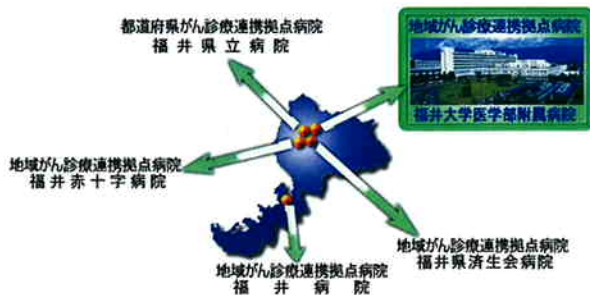 都道府県がん診療連携拠点病院
福井県立病院
地域がん診療連携拠点病院
福井大学医学部附属病院
地域がん診療連携拠点病院
福井赤十字病院
地域がん診療連携拠点病院
福井県済生会病院
地域がん診療連携拠点病院
福井病院